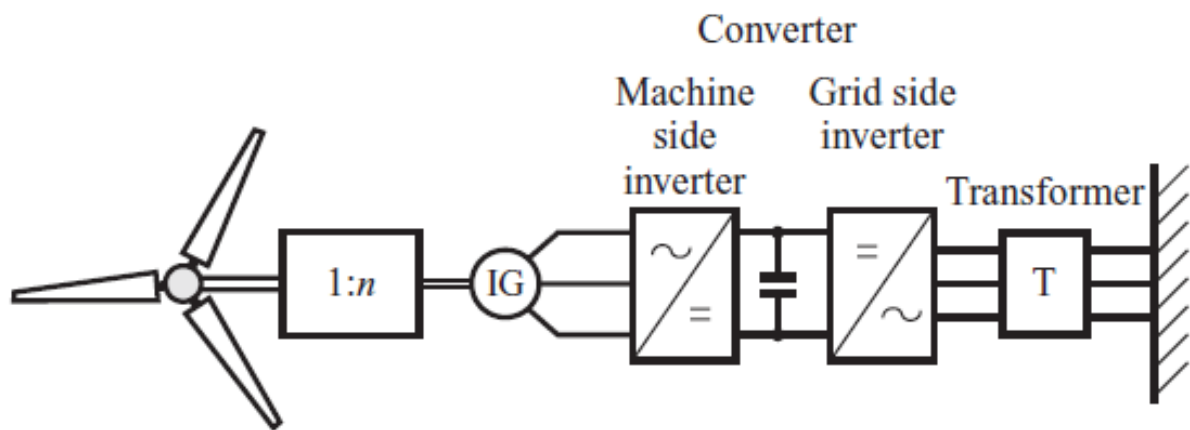 Converter
Machine
side
inverter
Grid side
inverter
Transformer
1:n
IG
~
=
=
~
T